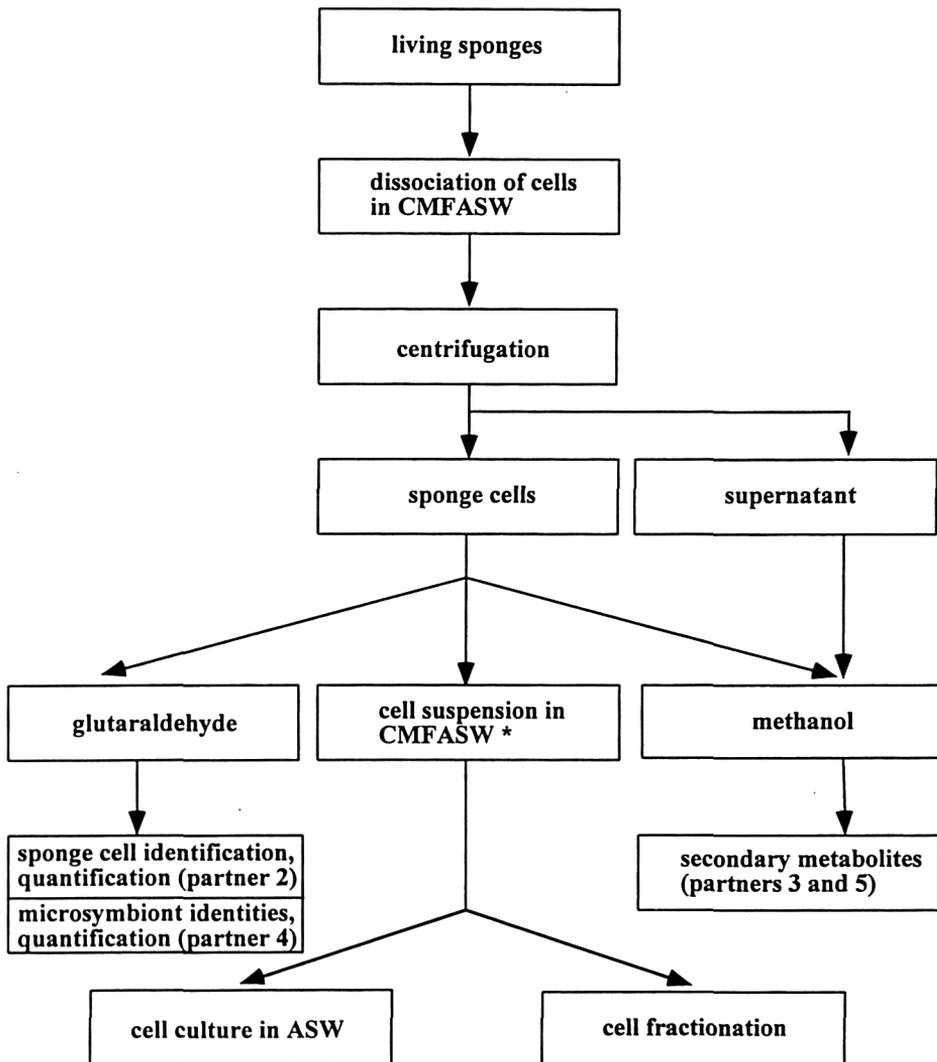 living sponges
dissociation of cells
in CMFASW
centrifugation
sponge cells
supernatant
glutaraldehyde
cell suspension in
CMFASW *
methanol
sponge cell identification,
quantification (partner 2)
microsymbiont identities,
quantification (partner 4)
secondary metabolites
(partners 3 and 5)
cell culture in ASW
cell fractionation